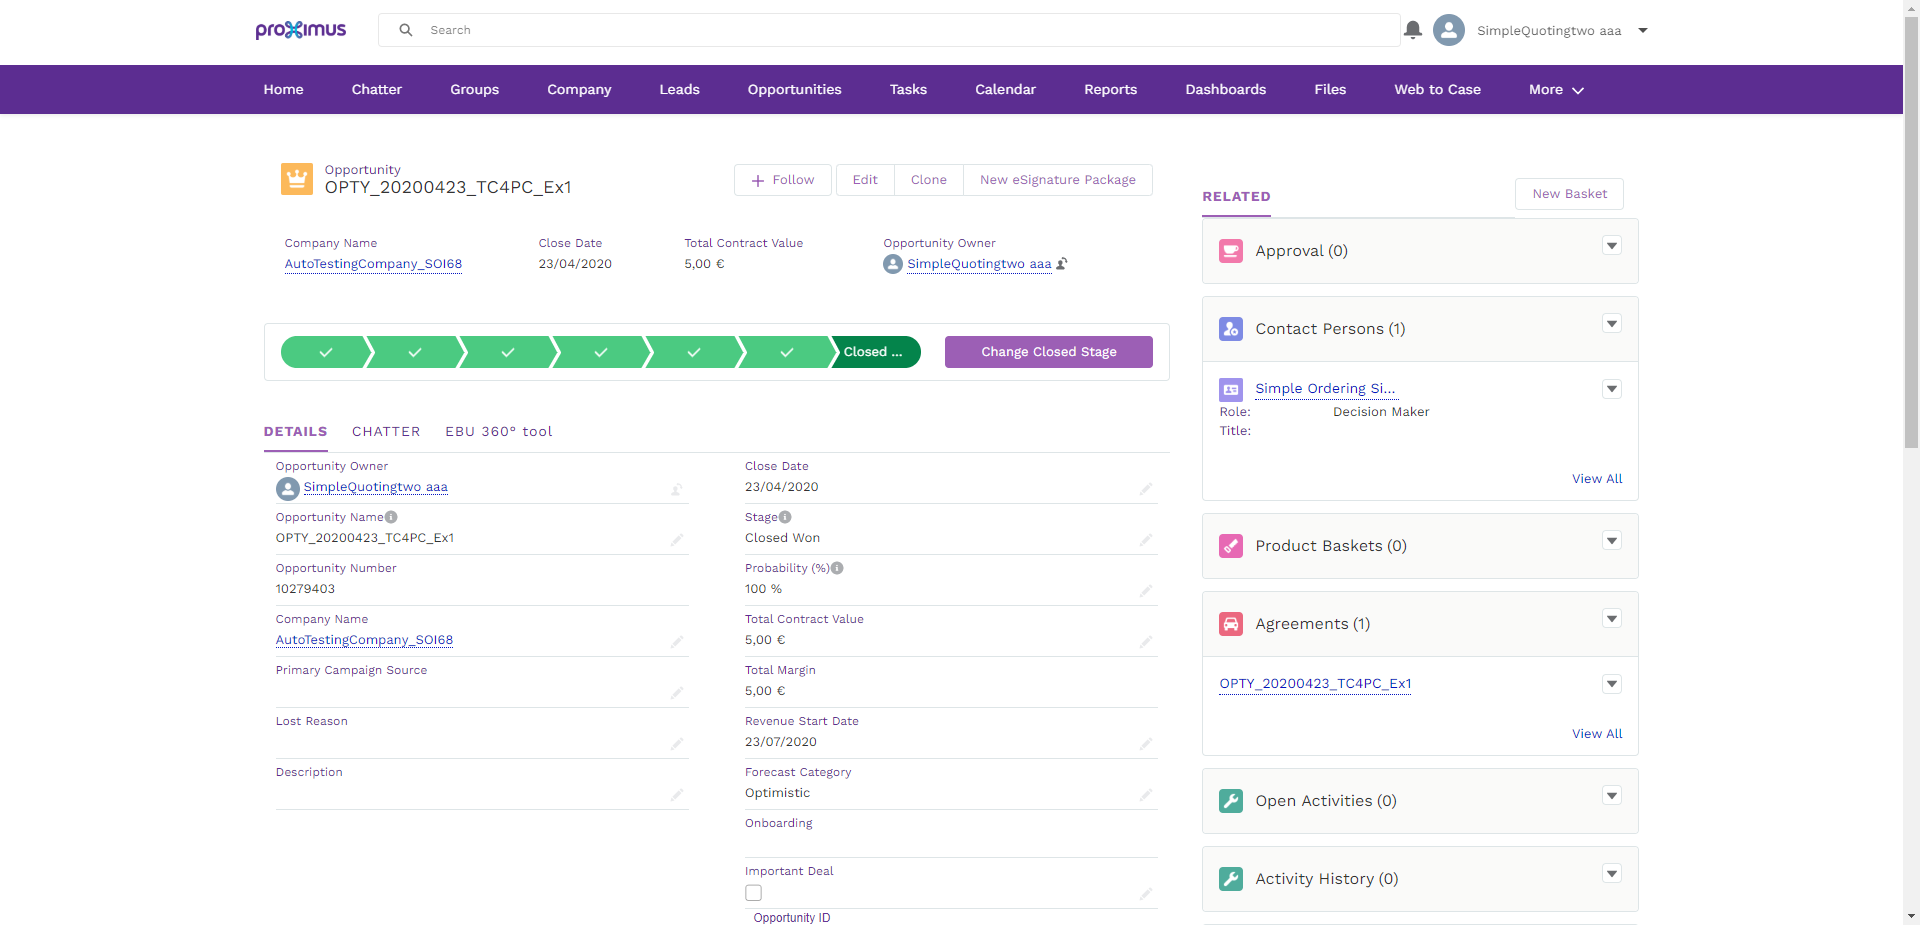 proximus
Search
SimpleQuotingtwo aaa
Home Chatter Groups Company Leads Opportunities Tasks Calendar Reports Dashboards Files Web to Case More
Opportunity
OPTY_20200423_TC4PC_Ex1
Follow Edit Clone New eSignature Package
Company Name Close Date Total Contract Value Opportunity Owner
AutoTestingCompany_SOI68 23/04/2020 5,00 € SimpleQuotingtwo aaa
Closed ... Change Closed Stage
DETAILS CHATTER EBU 360° tool
Opportunity Owner
SimpleQuotingtwo aaa
Opportunity Name
OPTY_20200423_TC4PC_Ex1
Opportunity Number
10279403
Company Name
AutoTestingCompany_SOI68
Primary Campaign Source
Lost Reason
Description
Close Date
23/04/2020
Stage
Closed Won
Probability (%)
100 %
Total Contract Value
5,00 €
Total Margin
5,00 €
Revenue Start Date
23/07/2020
Forecast Category
Optimistic
Onboarding
Important Deal
Opportunity ID
RELATED New Basket
Approval (0)
Contact Persons (1)
Simple Ordering Si...
Role: Decision Maker
Title:
View All
Product Baskets (0)
Agreements (1)
OPTY_20200423_TC4PC_Ex1
View All
Open Activities (0)
Activity History (0)